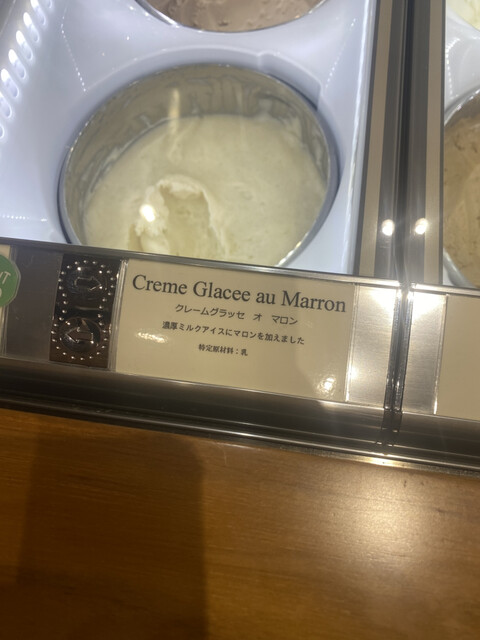 Creme Glacee au Marron
クレームグラッセ オ マロン
濃厚ミルクアイスにマロンを加えました
特定原材料:乳